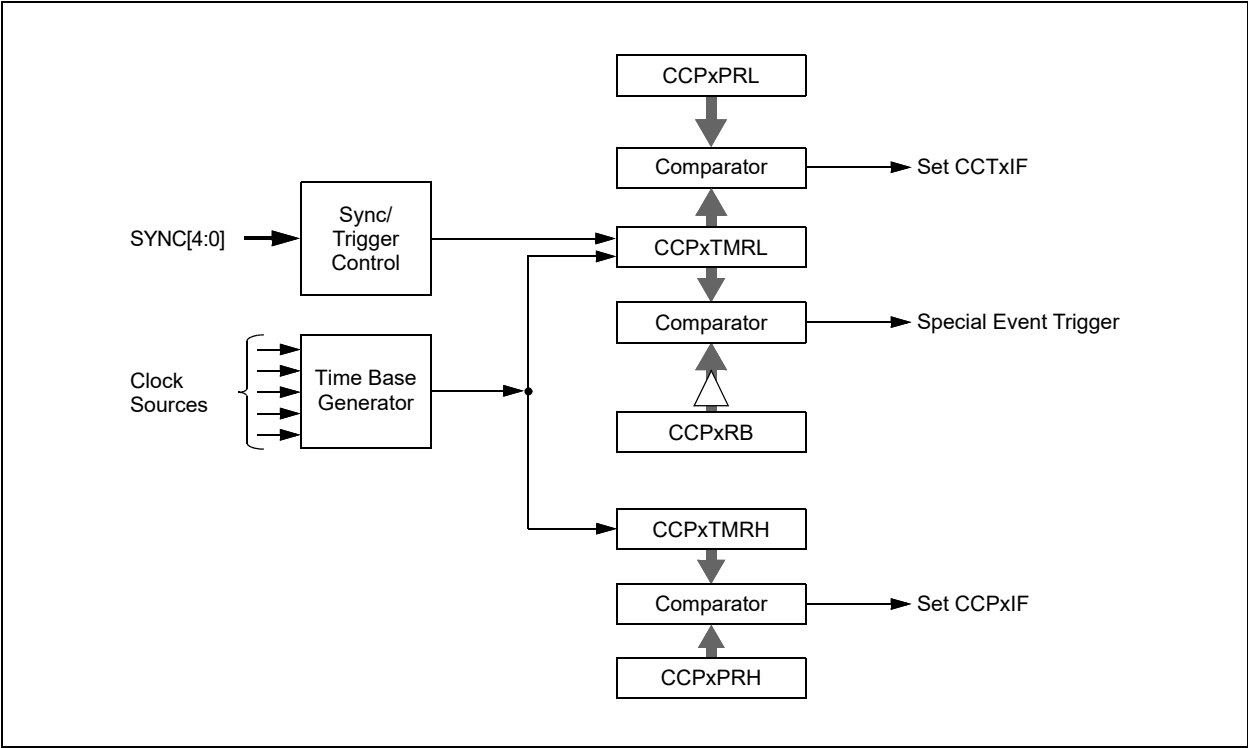 CCPxPRL
Comparator
Set CCTxIF
Sync/
Trigger
Control
SYNC[4:0]
CCPxTMRL
Comparator
Special Event Trigger
Clock
Sources
Time Base
Generator
CCPxRB
CCPxTMRH
Comparator
Set CCPxIF
CCPxPRH